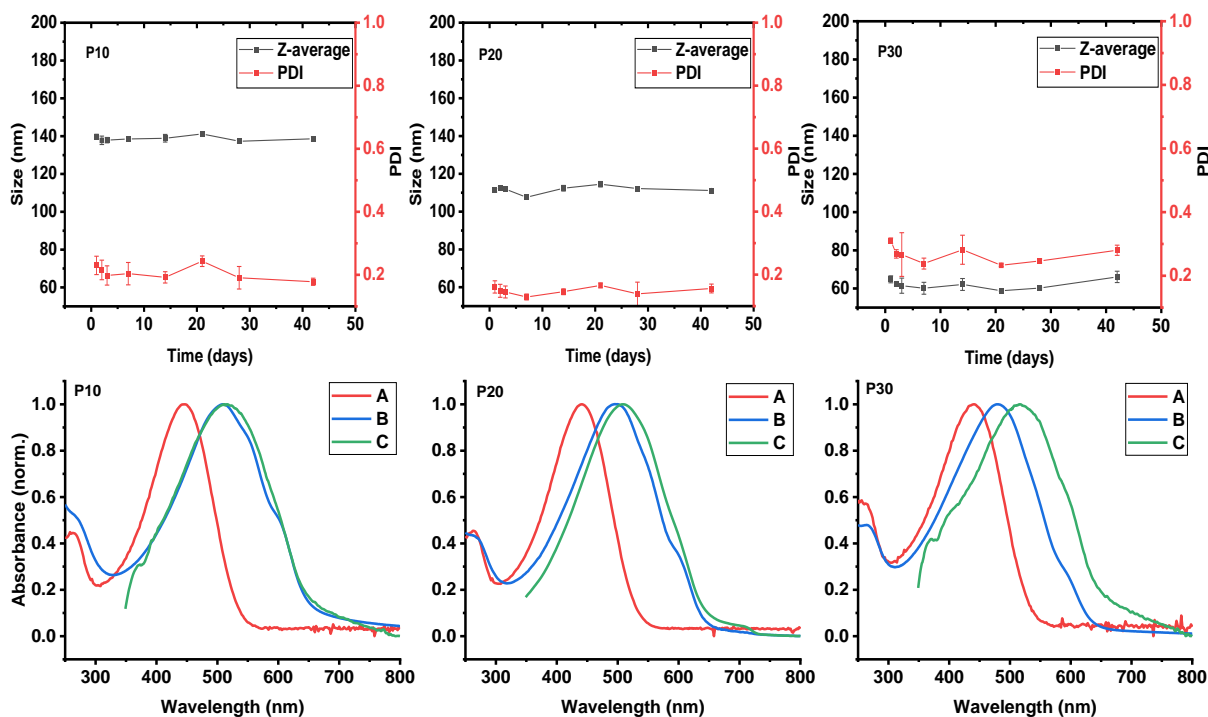 P10
Z-average
PDI
200
180
160
140
120
100
80
60
1.0
0.8
0.6
0.4
0.2
0 10 20 30 40 50
Size (nm)
PDI
Time (days)
P20
Z-average
PDI
200
180
160
140
120
100
80
60
1.0
0.8
0.6
0.4
0.2
0 10 20 30 40 50
Size (nm)
PDI
Time (days)
P30
Z-average
PDI
200
180
160
140
120
100
80
60
1.0
0.8
0.6
0.4
0.2
0 10 20 30 40 50
Size (nm)
PDI
Time (days)
P10
A
B
C
1.0
0.8
0.6
0.4
0.2
0.0
300 400 500 600 700 800
Absorbance (norm.)
Wavelength (nm)
P20
A
B
C
1.0
0.8
0.6
0.4
0.2
0.0
300 400 500 600 700 800
Wavelength (nm)
P30
A
B
C
1.0
0.8
0.6
0.4
0.2
0.0
300 400 500 600 700 800
Wavelength (nm)